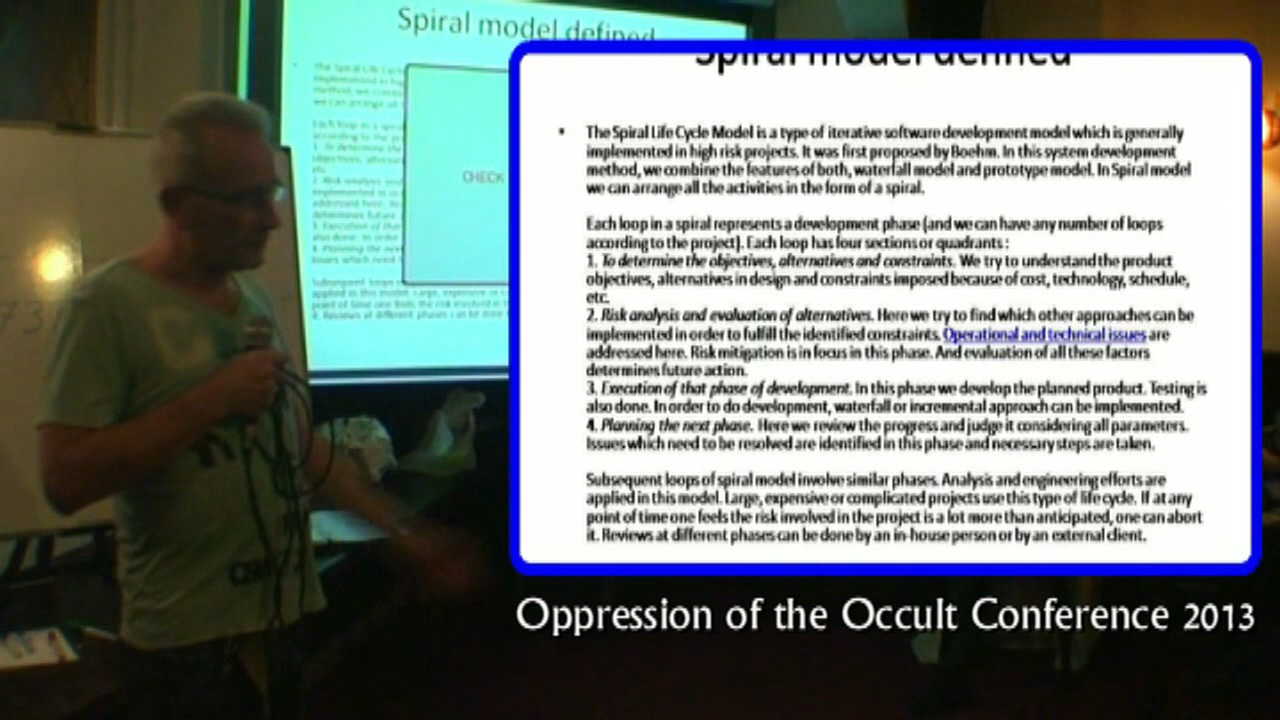 Spiral model defined
CHECK
Spiral model defined
• The Spiral Life Cycle Model is a type of iterative software development model which is generally
implemented in high risk projects. It was first proposed by Boehm. In this system development
method, we combine the features of both, waterfall model and prototype model. In Spiral model
we can arrange all the activities in the form of a spiral.
Each loop in a spiral represents a development phase (and we can have any number of loops
according to the project). Each loop has four sections or quadrants :
1. To determine the objectives, alternatives and constraints. We try to understand the product
objectives, alternatives in design and constraints imposed because of cost, technology, schedule,
etc.
2. Risk analysis and evaluation of alternatives. Here we try to find which other approaches can be
implemented in order to fulfill the identified constraints. Operational and technical issues are
addressed here. Risk mitigation is in focus in this phase. And evaluation of all these factors
determines future action.
3. Execution of that phase of development. In this phase we develop the planned product. Testing is
also done. In order to do development, waterfall or incremental approach can be implemented.
4. Planning the next phase. Here we review the progress and judge it considering all parameters.
Issues which need to be resolved are identified in this phase and necessary steps are taken.
Subsequent loops of spiral model involve similar phases. Analysis and engineering efforts are
applied in this model. Large, expensive or complicated projects use this type of life cycle. If at any
point of time one feels the risk involved in the project is a lot more than anticipated, one can abort
it. Reviews at different phases can be done by an in-house person or by an external client.
Oppression of the Occult Conference 2013